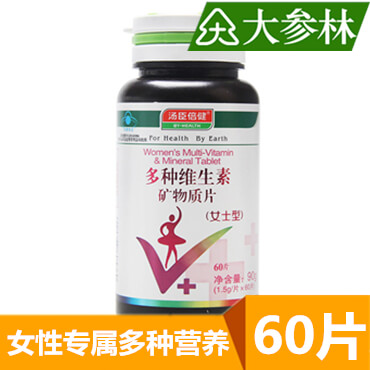 大参林
汤臣倍健
BY-HEALTH
For Health · By Earth
Women's Multi-Vitamin
& Mineral Tablet
多种维生素
矿物质片
(女士型)
60片
净含量: 90g
(1.5g/片×60片)
女性专属多种营养
60片